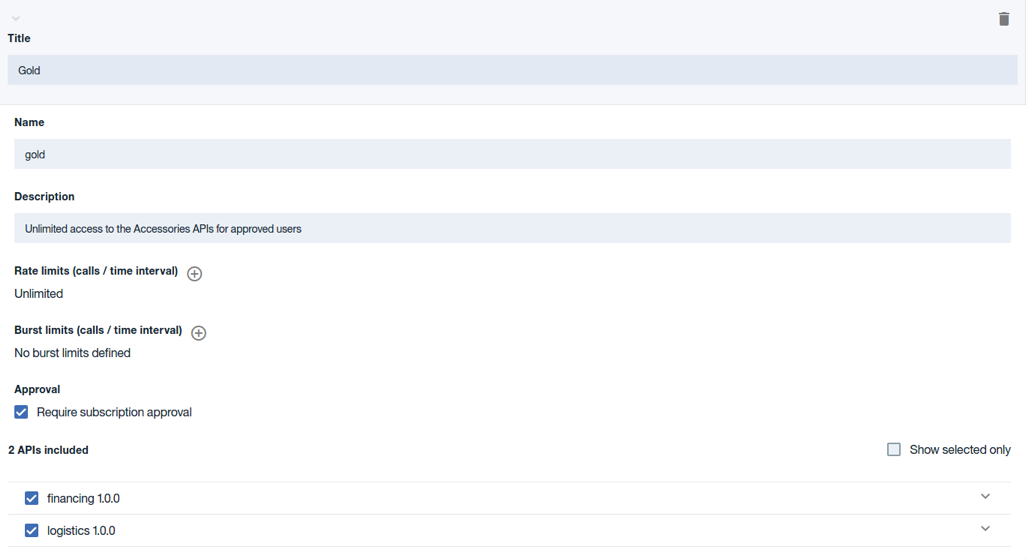 Title
Gold
Name
gold
Description
Unlimited access to the Accessories APIs for approved users
Rate limits (calls / time interval)
Unlimited
Burst limits (calls / time interval)
No burst limits defined
Approval
Require subscription approval
2 APIs included
Show selected only
financing 1.0.0
logistics 1.0.0